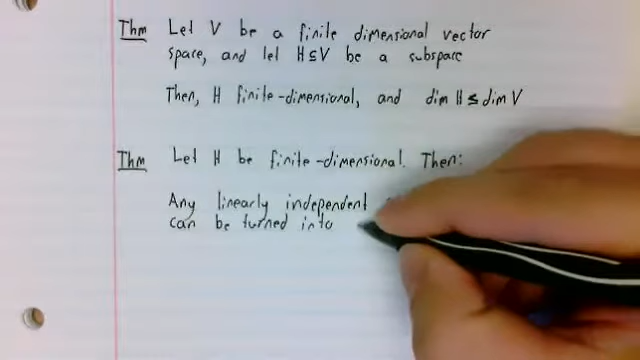 Thm Let V be a finite dimensional vector
space, and let H ⊆ V be a subspace
Then, H finite-dimensional, and dim H ≤ dim V
Thm Let H be finite-dimensional. Then:
Any linearly independent
can be turned into